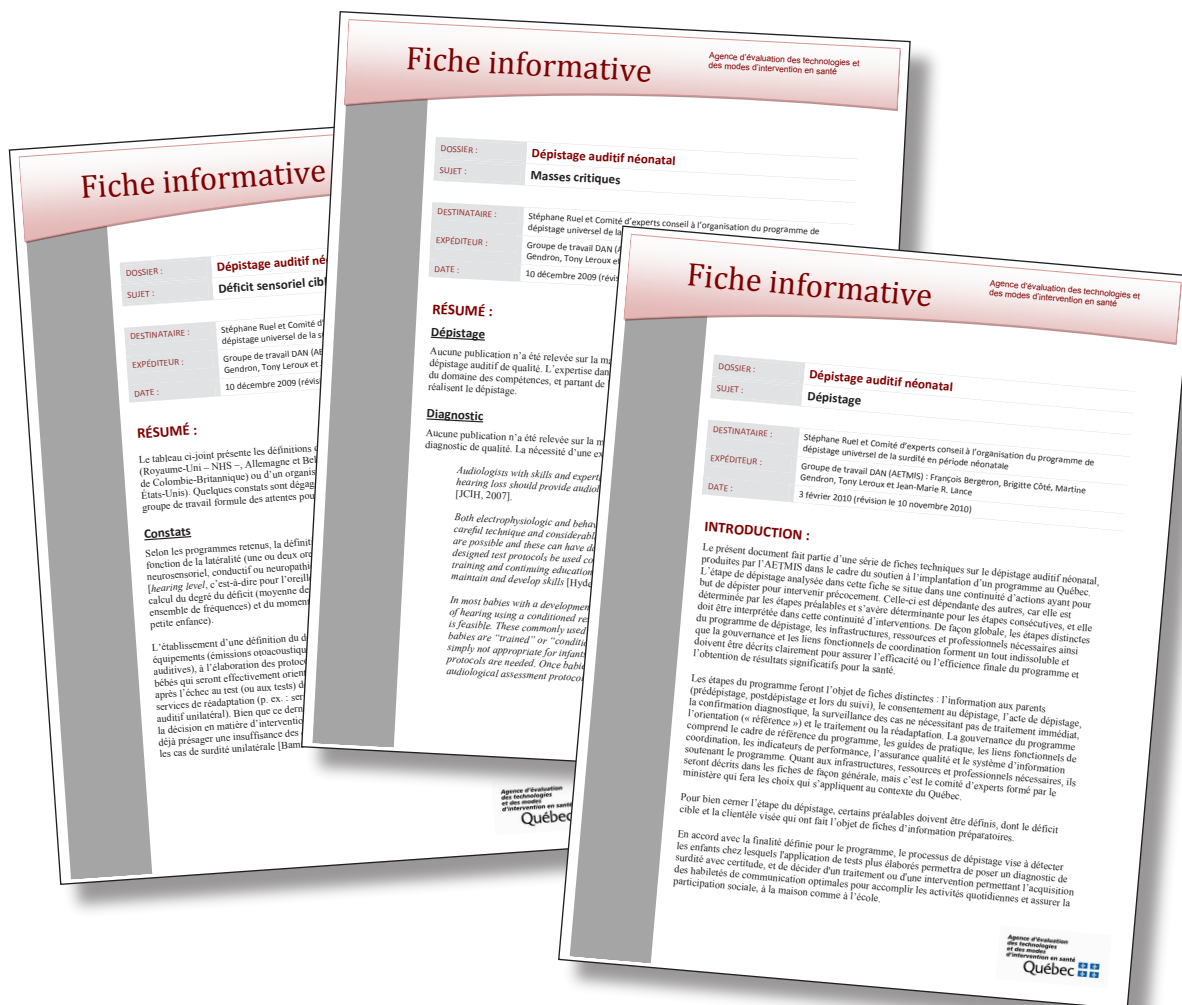 Fiche informative
DOSSIER :
Dépistage auditif
SUJET :
Déficit sensoriel
DESTINATAIRE :
Stéphane Ruel et Comité
dépistage universel de la
EXPÉDITEUR :
Groupe de travail DAN
Gendron, Tony Leroux et
DATE :
10 décembre 2009
RÉSUMÉ :
Le tableau ci-joint présente les définitions
(Royaume-Uni – NHS –, Allemagne et
de Colombie-Britannique) ou d’un
États-Unis). Quelques constats sont
groupe de travail formule des attentes
Constats
Selon les programmes retenus, la
fonction de la latéralité (une ou deux
neurosensoriel, conductif ou
[hearing level, c’est-à-dire pour
calcul du degré du déficit (moyenne
ensemble de fréquences) et du
petite enfance).
L’établissement d’une définition du
équipements (émissions
auditives), à l’élaboration des
bébés qui seront effectivement
après l’échec au test (ou aux tests)
services de réadaptation (p. ex. :
auditif unilatéral). Bien que ce
la décision en matière
déjà présager une insuffisance des
les cas de surdité unilatérale
Agence d’évaluation
des technologies
et des modes
d’intervention en santé
Québec
Fiche informative
Agence d’évaluation des technologies et
des modes d’intervention en santé
DOSSIER :
Dépistage auditif néonatal
SUJET :
Masses critiques
DESTINATAIRE :
Stéphane Ruel et Comité d’experts conseil à l’organisation du programme de
dépistage universel de la
EXPÉDITEUR :
Groupe de travail DAN
Gendron, Tony Leroux et
DATE :
10 décembre 2009
RÉSUMÉ :
Dépistage
Aucune publication n’a été relevée sur la
dépistage auditif de qualité. L’expertise
du domaine des compétences, et partant de
réalisent le dépistage.
Diagnostic
Aucune publication n’a été relevée sur la
diagnostic de qualité. La nécessité d’une
Audiologists with skills and
hearing loss should provide
[JCIH, 2007].
Both electrophysiologic and
careful technique and
are possible and these can have
designed test protocols be used
training and continuing
maintain and develop skills
In most babies with a
of hearing using a conditioned
is feasible. These commonly used
babies are “trained” or
simply not appropriate for
protocols are needed. Once
audiological assessment
Fiche informative
Agence d’évaluation des technologies et
des modes d’intervention en santé
DOSSIER :
Dépistage auditif néonatal
SUJET :
Dépistage
DESTINATAIRE :
Stéphane Ruel et Comité d’experts conseil à l’organisation du programme de
dépistage universel de la surdité en période néonatale
EXPÉDITEUR :
Groupe de travail DAN (AETMIS) : François Bergeron, Brigitte Côté, Martine
Gendron, Tony Leroux et Jean-Marie R. Lance
DATE :
3 février 2010 (révision le 10 novembre 2010)
INTRODUCTION :
Le présent document fait partie d’une série de fiches techniques sur le dépistage auditif néonatal,
produites par l’AETMIS dans le cadre du soutien à l’implantation d’un programme au Québec.
L’étape de dépistage analysée dans cette fiche se situe dans une continuité d’actions ayant pour
but de dépister pour intervenir précocement. Celle-ci est dépendante des autres, car elle est
déterminée par les étapes préalables et s’avère déterminante pour les étapes consécutives, et elle
doit être interprétée dans cette continuité d’interventions. De façon globale, les étapes distinctes
du programme de dépistage, les infrastructures, ressources et professionnels nécessaires ainsi
que la gouvernance et les liens fonctionnels de coordination forment un tout indissoluble et
doivent être décrits clairement pour assurer l’efficacité ou l’efficience finale du programme et
l’obtention de résultats significatifs pour la santé.
Les étapes du programme feront l’objet de fiches distinctes : l’information aux parents
(prédépistage, postdépistage et lors du suivi), le consentement au dépistage, l’acte de dépistage,
la confirmation diagnostique, la surveillance des cas ne nécessitant pas de traitement immédiat,
l’orientation (« référence ») et le traitement ou la réadaptation. La gouvernance du programme
comprend le cadre de référence du programme, les guides de pratique, les liens fonctionnels de
coordination, les indicateurs de performance, l’assurance qualité et le système d’information
soutenant le programme. Quant aux infrastructures, ressources et professionnels nécessaires, ils
seront décrits dans les fiches de façon générale, mais c’est le comité d’experts formé par le
ministère qui fera les choix qui s’appliquent au contexte du Québec.
Pour bien cerner l’étape du dépistage, certains préalables doivent être définis, dont le déficit
cible et la clientèle visée qui ont fait l’objet de fiches d’information préparatoires.
En accord avec la finalité définie pour le programme, le processus de dépistage vise à détecter
les enfants chez lesquels l'application de tests plus élaborés permettra de poser un diagnostic de
surdité avec certitude, et de décider d'un traitement ou d'une intervention permettant l'acquisition
des habiletés de communication optimales pour accomplir les activités quotidiennes et assurer la
participation sociale, à la maison comme à l'école.
Agence d’évaluation
des technologies
et des modes
d’intervention en santé
Québec